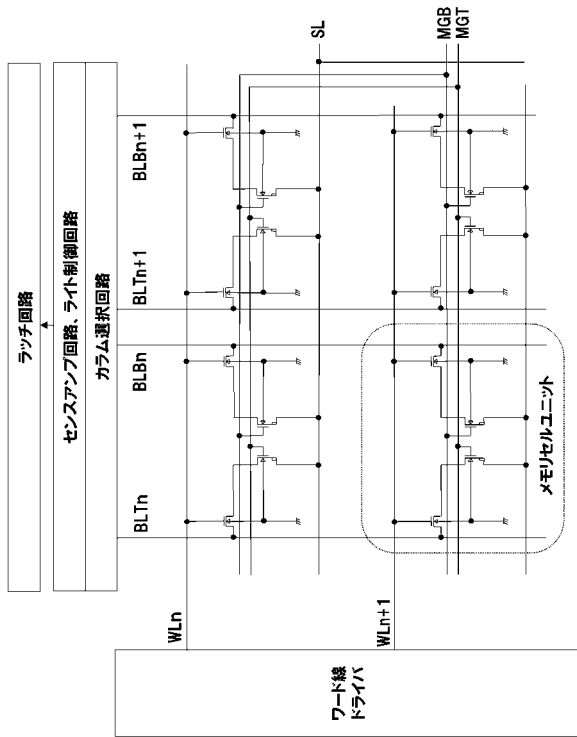 ラッチ回路
センスアンプ回路、ライト制御回路
カラム選択回路
BLTn
BLBn
BLTn+1
BLBn+1
WLn
SL
WLn+1
MGB
MGT
メモリセルユニット
ワード線
ドライバ